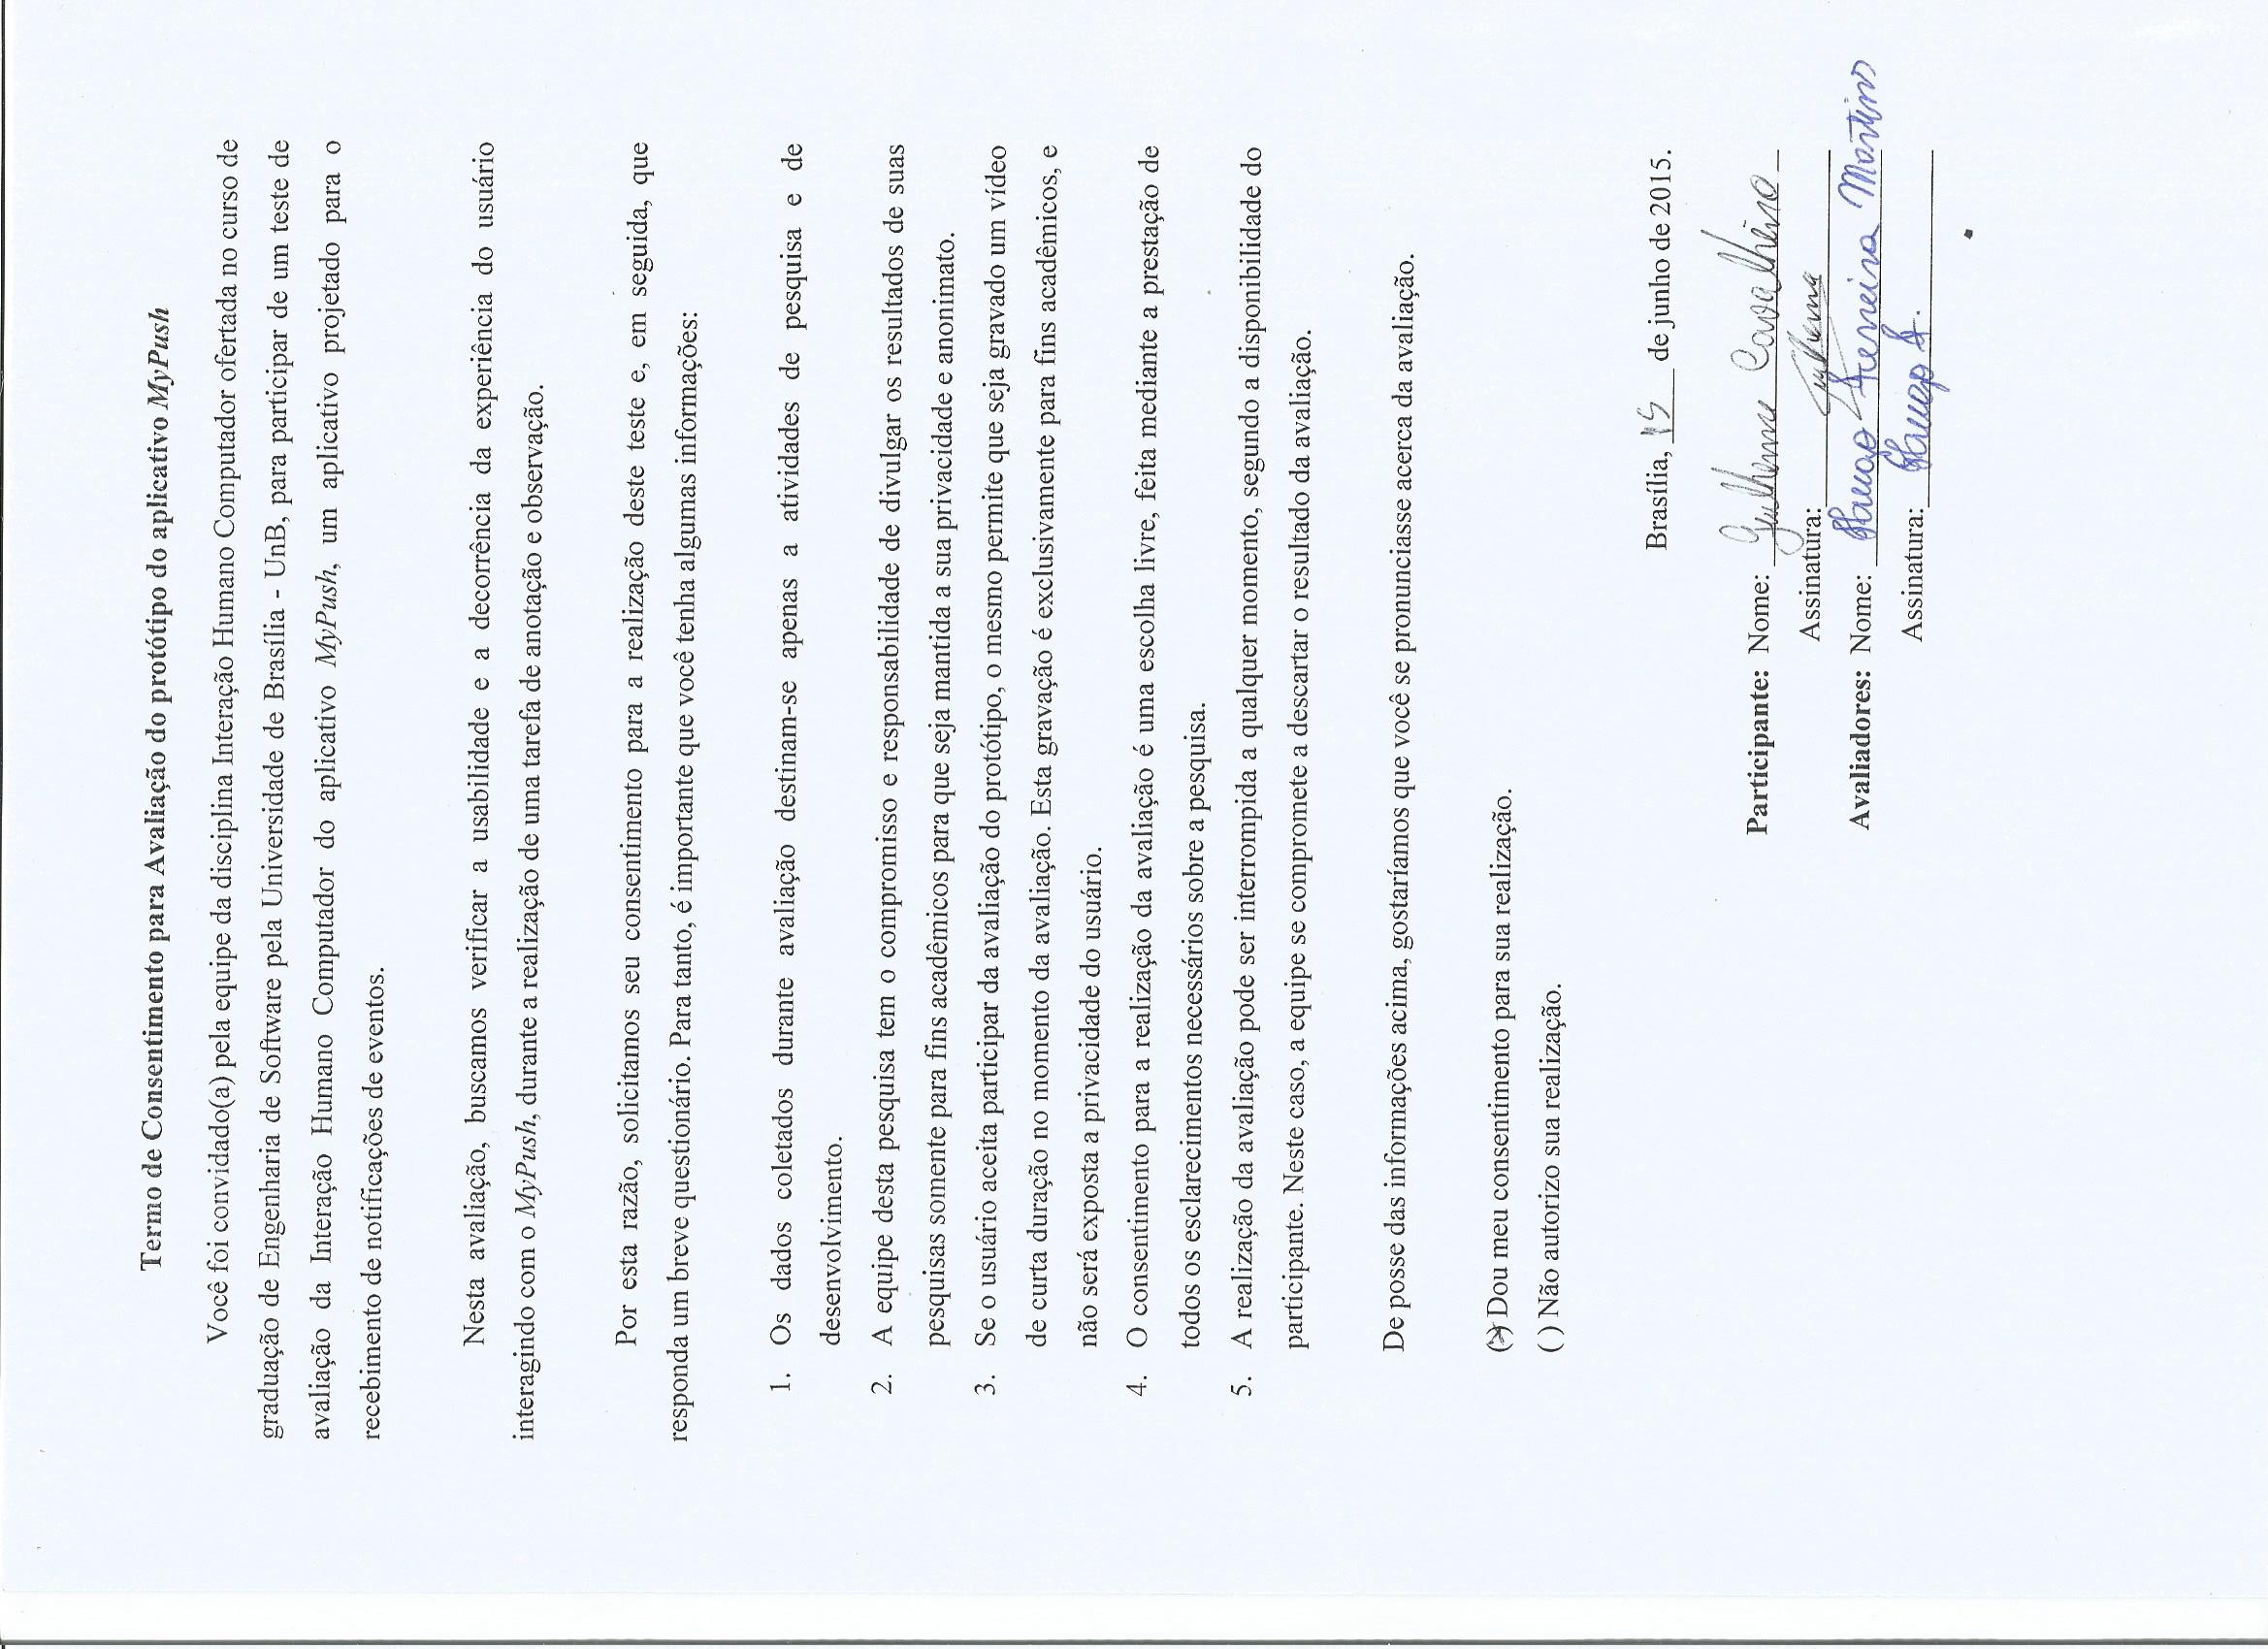 Termo de Consentimento para Avaliação do protótipo do aplicativo MyPush
Você foi convidado(a) pela equipe da disciplina Interação Humano Computador ofertada no curso de
graduação de Engenharia de Software pela Universidade de Brasília - UnB, para participar de um teste de
avaliação da Interação Humano Computador do aplicativo MyPush, um aplicativo projetado para o
recebimento de notificações de eventos.
Nesta avaliação, buscamos verificar a usabilidade e a decorrência da experiência do usuário
interagindo com o MyPush, durante a realização de uma tarefa de anotação e observação.
Por esta razão, solicitamos seu consentimento para a realização deste teste e, em seguida, que
responda um breve questionário. Para tanto, é importante que você tenha algumas informações:
1. Os dados coletados durante avaliação destinam-se apenas a atividades de pesquisa e de
desenvolvimento.
2. A equipe desta pesquisa tem o compromisso e responsabilidade de divulgar os resultados de suas
pesquisas somente para fins acadêmicos para que seja mantida a sua privacidade e anonimato.
3. Se o usuário aceita participar da avaliação do protótipo, o mesmo permite que seja gravado um vídeo
de curta duração no momento da avaliação. Esta gravação é exclusivamente para fins acadêmicos, e
não será exposta a privacidade do usuário.
4. O consentimento para a realização da avaliação é uma escolha livre, feita mediante a prestação de
todos os esclarecimentos necessários sobre a pesquisa.
5. A realização da avaliação pode ser interrompida a qualquer momento, segundo a disponibilidade do
participante. Neste caso, a equipe se compromete a descartar o resultado da avaliação.
De posse das informações acima, gostaríamos que você se pronunciasse acerca da avaliação.
(x) Dou meu consentimento para sua realização.
( ) Não autorizo sua realização.
Brasília, 15 de junho de 2015.
Participante: Nome: Guilherme Cavalheiro
Assinatura: Guilherme
Avaliadores: Nome: Ferreira Martins
Assinatura: